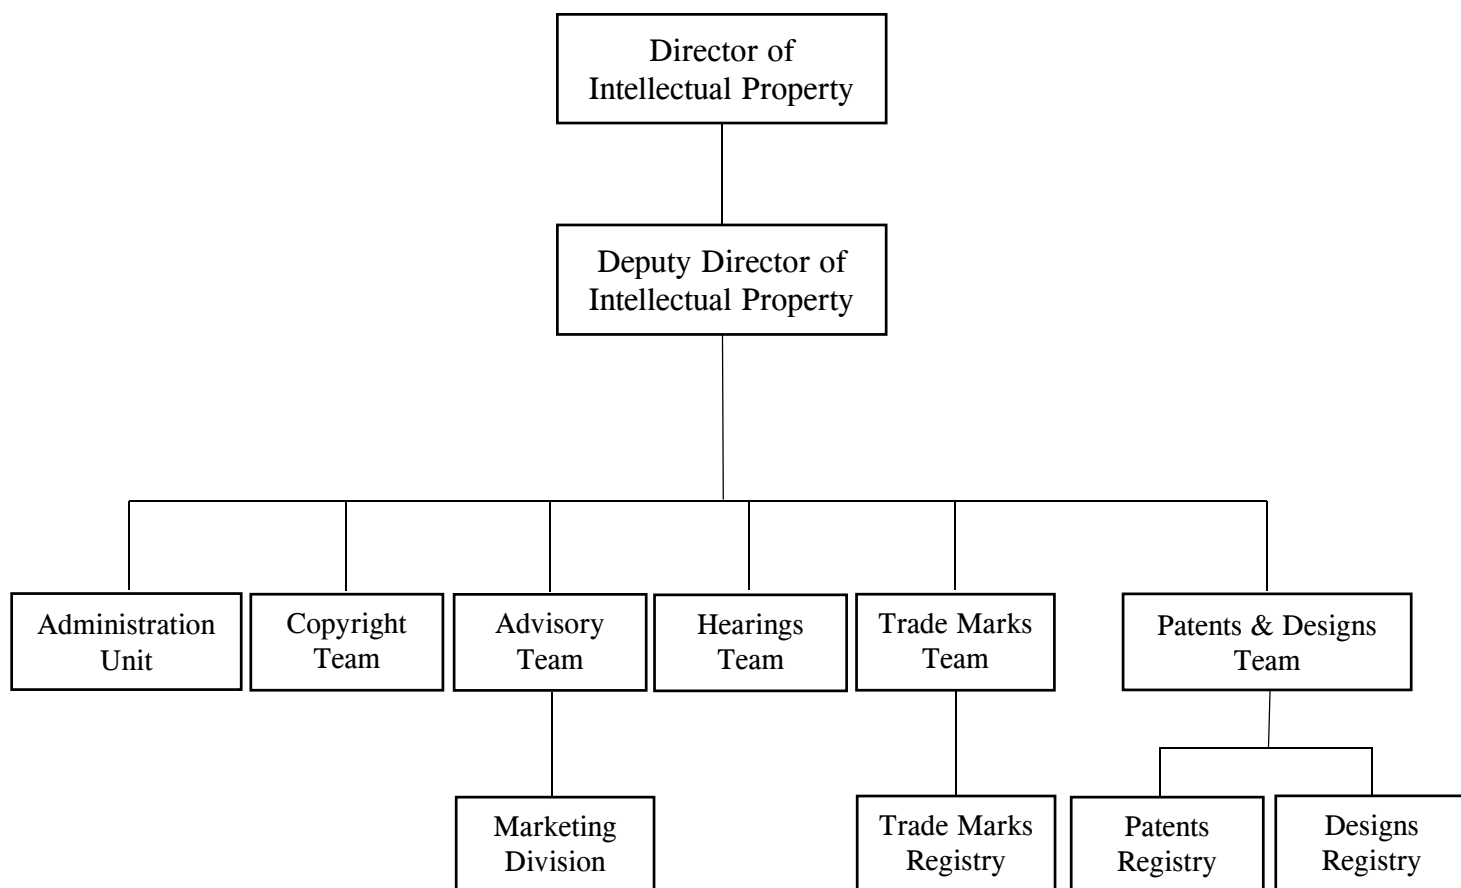 Director of
Intellectual Property
Deputy Director of
Intellectual Property
Administration
Unit
Copyright
Team
Advisory
Team
Hearings
Team
Trade Marks
Team
Patents & Designs
Team
Marketing
Division
Trade Marks
Registry
Patents
Registry
Designs
Registry